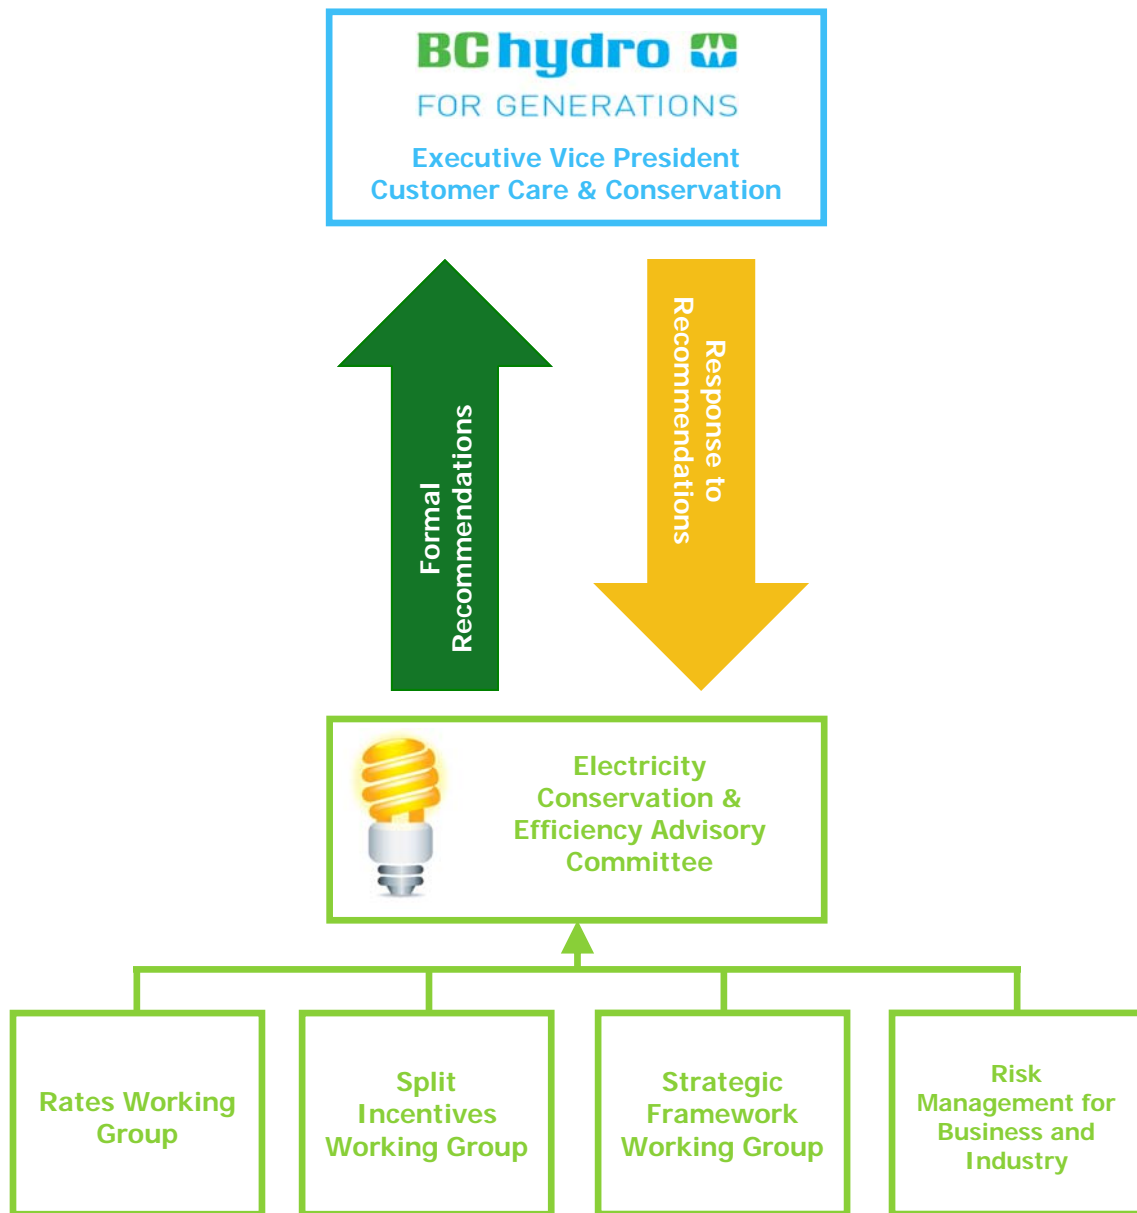 BC hydro
FOR GENERATIONS
Executive Vice President
Customer Care & Conservation
Formal
Recommendations
Response to
Recommendations
Electricity
Conservation &
Efficiency Advisory
Committee
Rates Working
Group
Split
Incentives
Working Group
Strategic
Framework
Working Group
Risk
Management for
Business and
Industry